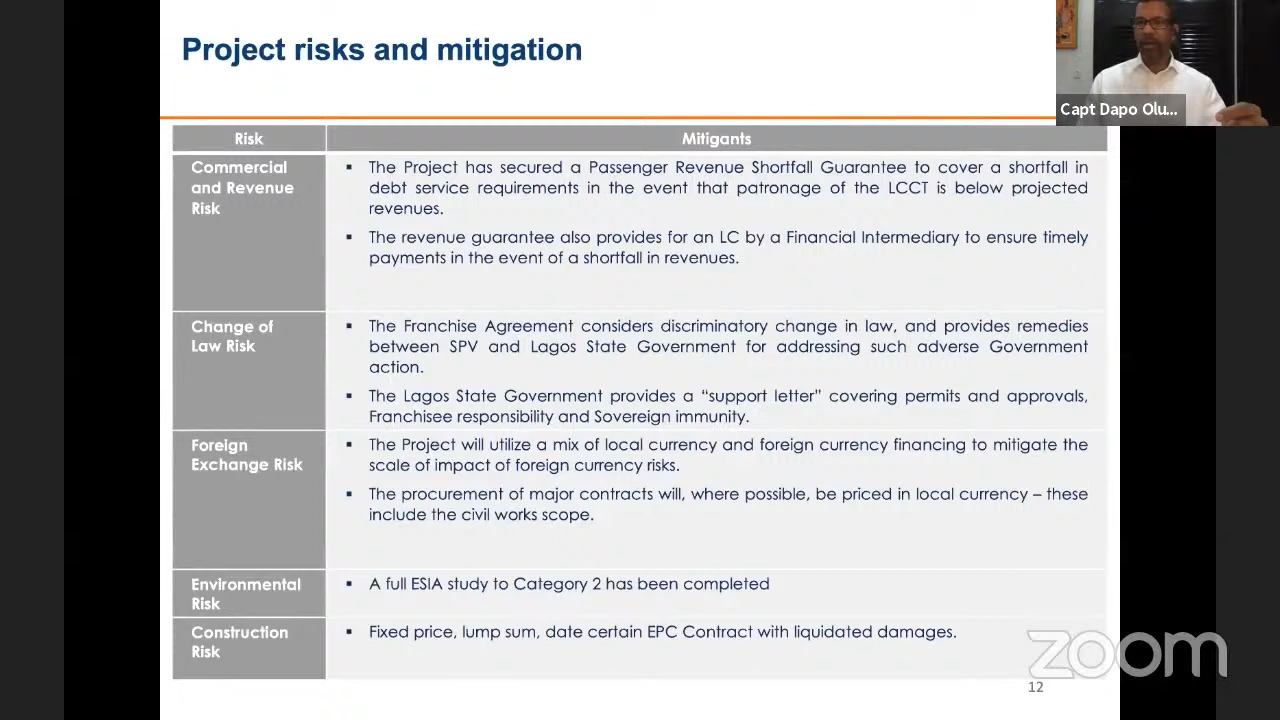 Project risks and mitigation
Capt Dapo Olu...
Risk
Mitigants
Commercial
and Revenue
Risk
▪ The Project has secured a Passenger Revenue Shortfall Guarantee to cover a shortfall in
debt service requirements in the event that patronage of the LCCT is below projected
revenues.
▪ The revenue guarantee also provides for an LC by a Financial Intermediary to ensure timely
payments in the event of a shortfall in revenues.
Change of
Law Risk
▪ The Franchise Agreement considers discriminatory change in law, and provides remedies
between SPV and Lagos State Government for addressing such adverse Government
action.
▪ The Lagos State Government provides a “support letter” covering permits and approvals,
Franchisee responsibility and Sovereign immunity.
Foreign
Exchange Risk
▪ The Project will utilize a mix of local currency and foreign currency financing to mitigate the
scale of impact of foreign currency risks.
▪ The procurement of major contracts will, where possible, be priced in local currency – these
include the civil works scope.
Environmental
Risk
▪ A full ESIA study to Category 2 has been completed
Construction
Risk
▪ Fixed price, lump sum, date certain EPC Contract with liquidated damages.
zoom
12